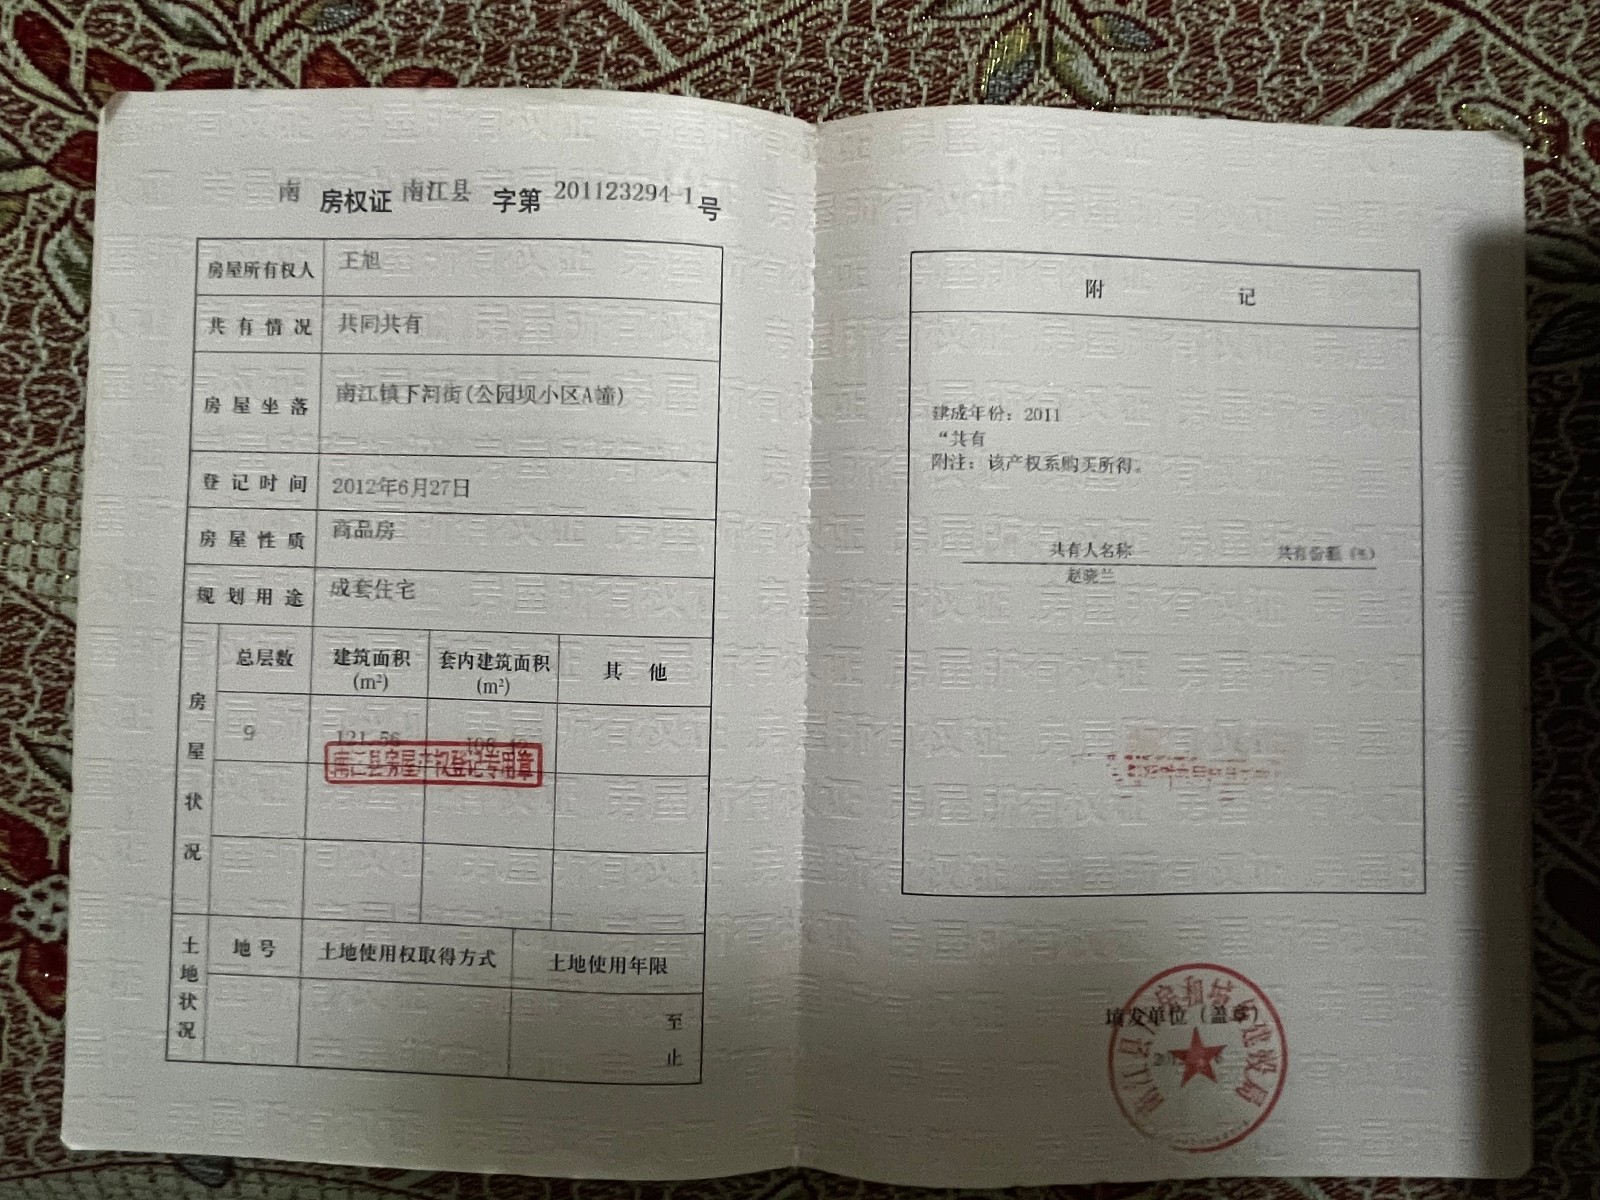 南 房权证 南江县 字第 201123294-1 号
房屋所有权人 王旭
共有情况 共同共有
房屋坐落 南江镇下河街(公园坝小区A幢)
登记时间 2012年6月27日
房屋性质 商品房
规划用途 成套住宅
房屋状况
总层数 建筑面积(m²) 套内建筑面积(m²) 其他
9 121.56
南江县房屋产权登记专用章
土地状况
地号 土地使用权取得方式 土地使用年限
至
止
附 记
建成年份：2011
“共有
附注：该产权系购买所得。
共有人名称 共有份额（%）
赵晓兰
填发单位（盖章）